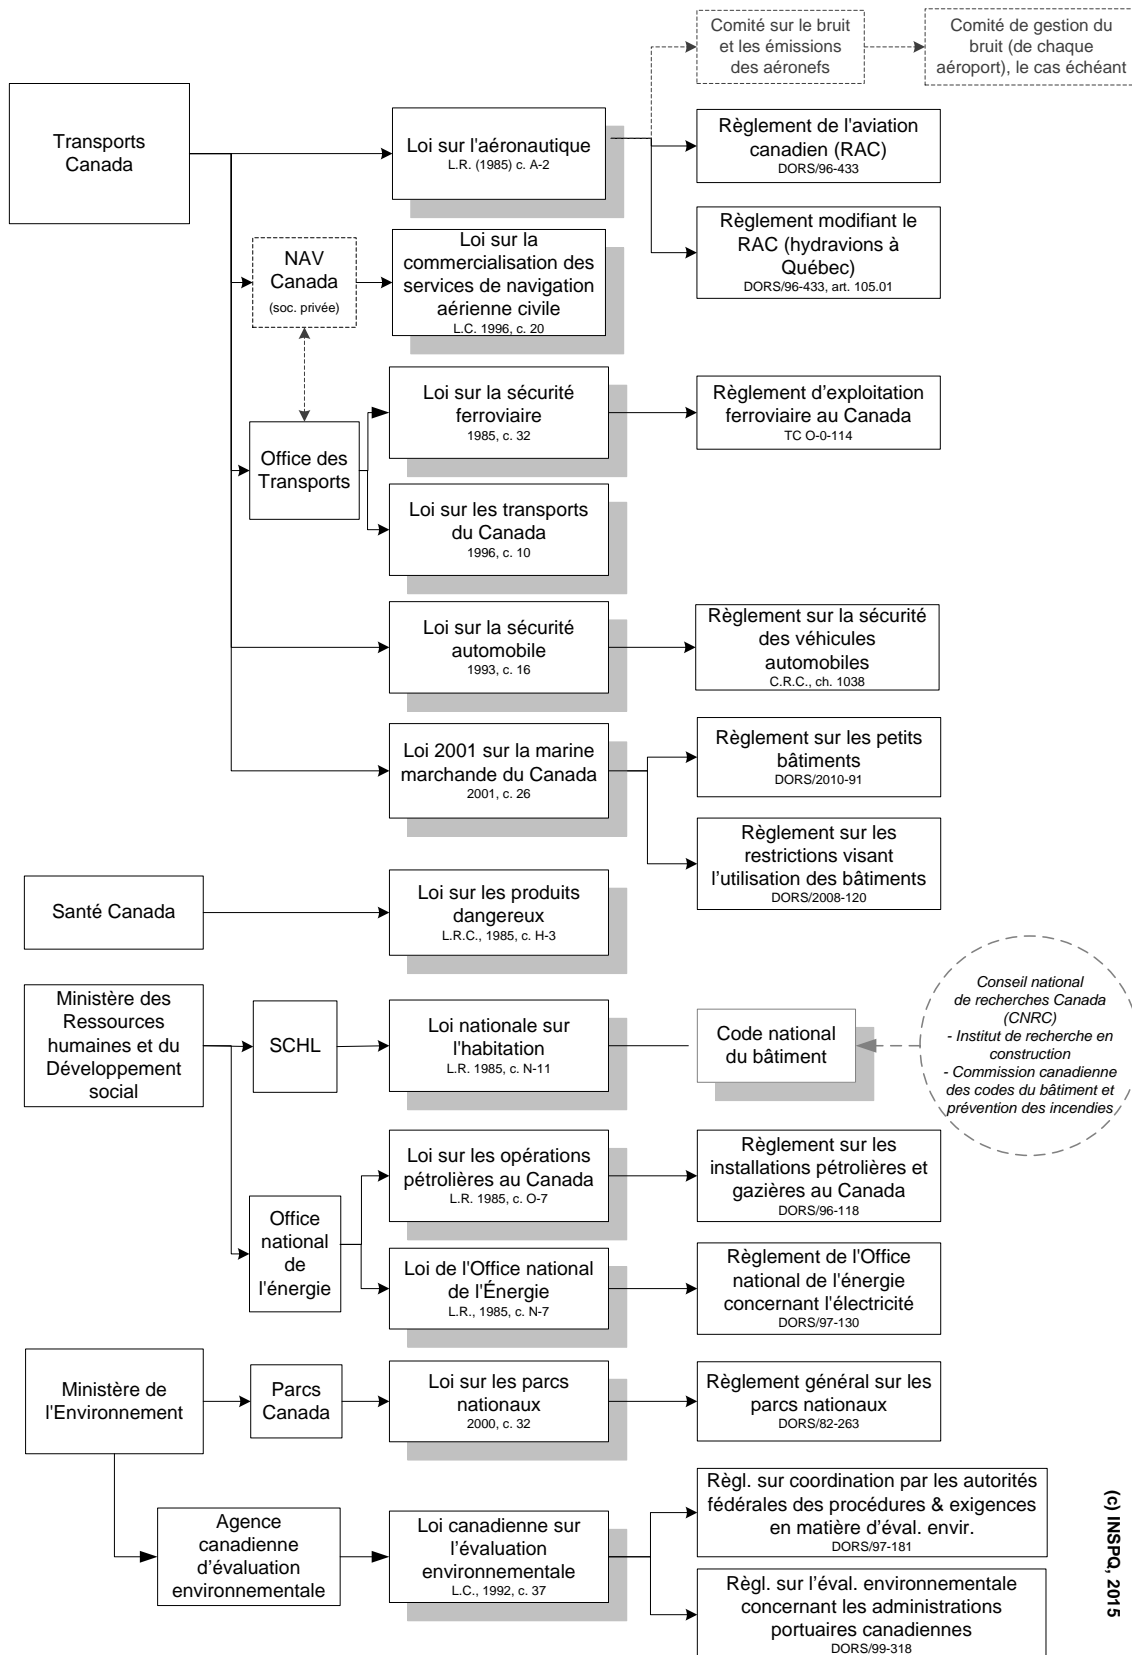 Comité sur le bruit
et les émissions
des aéronefs
Comité de gestion du
bruit (de chaque
aéroport), le cas échéant
Transports
Canada
Loi sur l'aéronautique
L.R. (1985) c. A-2
Règlement de l'aviation
canadien (RAC)
DORS/96-433
Règlement modifiant le
RAC (hydravions à
Québec)
DORS/96-433, art. 105.01
NAV
Canada
(soc. privée)
Loi sur la
commercialisation des
services de navigation
aérienne civile
L.C. 1996, c. 20
Office des
Transports
Loi sur la sécurité
ferroviaire
1985, c. 32
Règlement d'exploitation
ferroviaire au Canada
TC O-0-114
Loi sur les transports
du Canada
1996, c. 10
Loi sur la sécurité
automobile
1993, c. 16
Règlement sur la sécurité
des véhicules
automobiles
C.R.C., ch. 1038
Loi 2001 sur la marine
marchande du Canada
2001, c. 26
Règlement sur les petits
bâtiments
DORS/2010-91
Règlement sur les
restrictions visant
l'utilisation des bâtiments
DORS/2008-120
Santé Canada
Loi sur les produits
dangereux
L.R.C., 1985, c. H-3
Ministère des
Ressources
humaines et du
Développement
social
SCHL
Loi nationale sur
l'habitation
L.R. 1985, c. N-11
Code national
du bâtiment
Conseil national
de recherches Canada
(CNRC)
- Institut de recherche en
construction
- Commission canadienne
des codes du bâtiment et
prévention des incendies
Office
national
de
l'énergie
Loi sur les opérations
pétrolières au Canada
L.R. 1985, c. O-7
Règlement sur les
installations pétrolières et
gazières au Canada
DORS/96-118
Loi de l'Office national
de l'Énergie
L.R., 1985, c. N-7
Règlement de l'Office
national de l'énergie
concernant l'électricité
DORS/97-130
Ministère de
l'Environnement
Parcs
Canada
Loi sur les parcs
nationaux
2000, c. 32
Règlement général sur les
parcs nationaux
DORS/82-263
Agence
canadienne
d'évaluation
environnementale
Loi canadienne sur
l'évaluation
environnementale
L.C., 1992, c. 37
Règl. sur coordination par les autorités
fédérales des procédures & exigences
en matière d'éval. envir.
DORS/97-181
Règl. sur l'éval. environnementale
concernant les administrations
portuaires canadiennes
DORS/99-318
(c) INSPQ, 2015